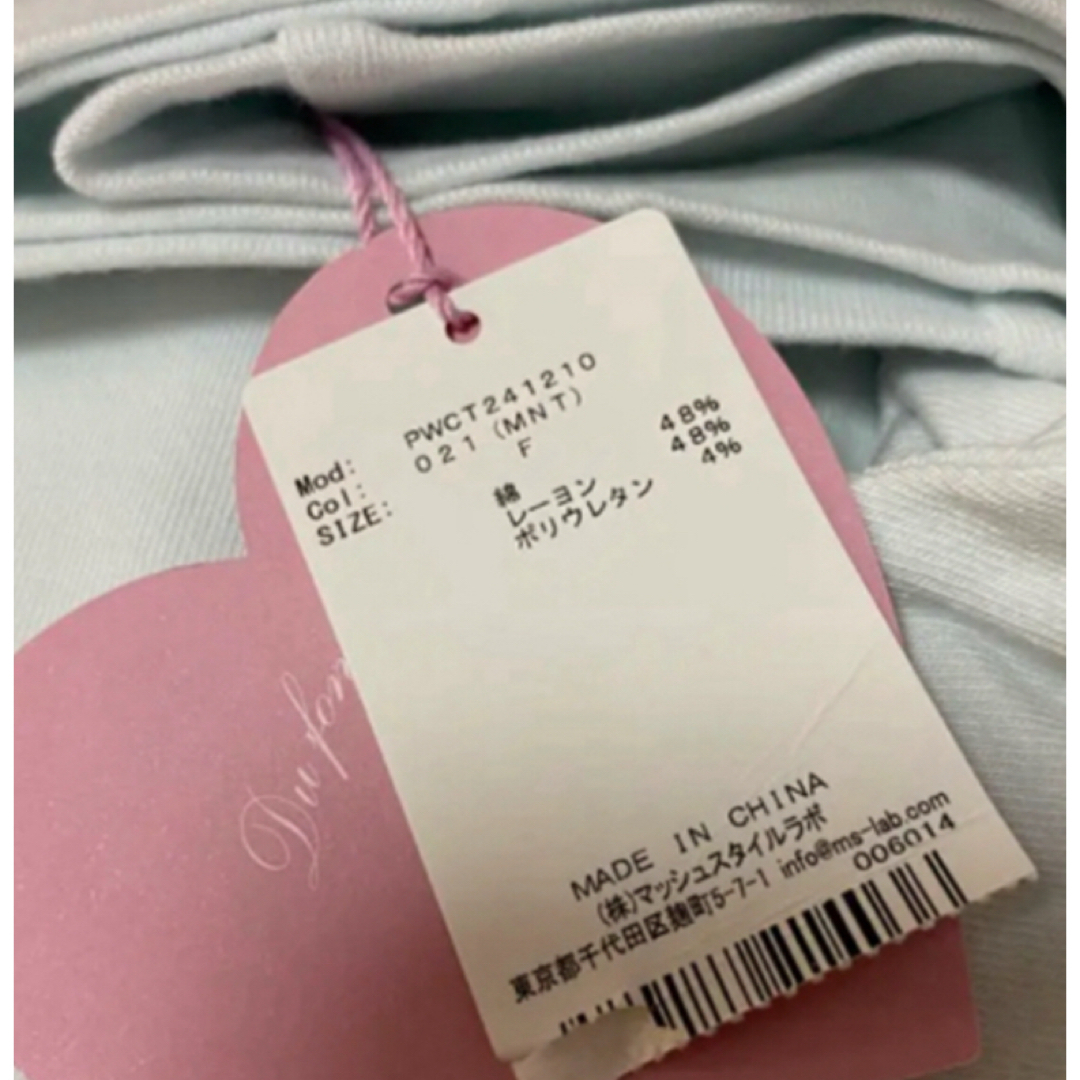 Mod: PWCT241210
Col: 021 (MNT)
SIZE: F
綿 48%
レーヨン 48%
ポリウレタン 4%
MADE IN CHINA
(株)マッシュスタイルラボ
東京都千代田区麹町5-7-1 info@ms-lab.com
006014
Du